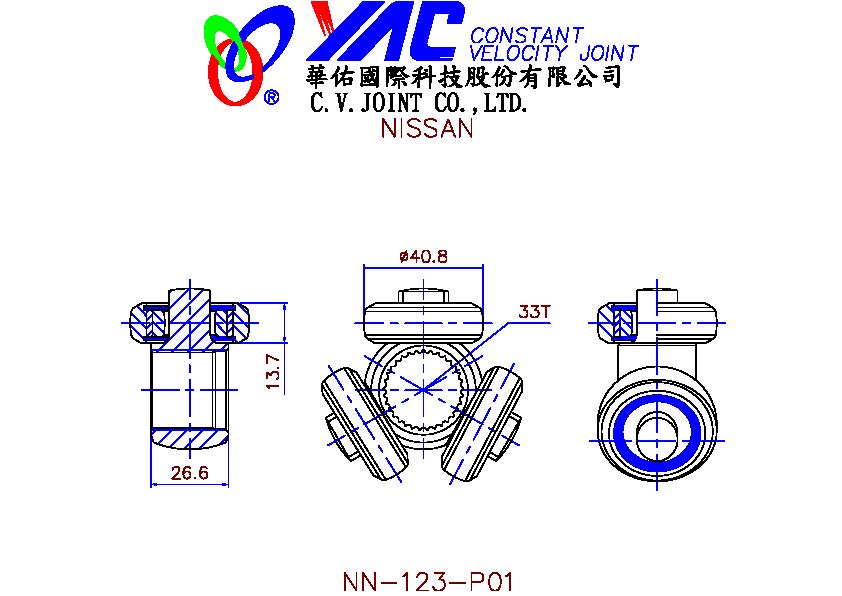 YAC CONSTANT
VELOCITY JOINT
®
華佑國際科技股份有限公司
C.V.JOINT CO.,LTD.
NISSAN
ø40.8
33T
13.7
26.6
NN-123-P01